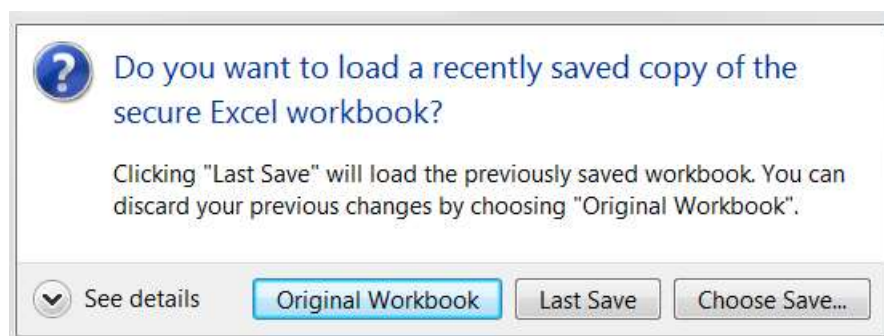 Do you want to load a recently saved copy of the
secure Excel workbook?
Clicking "Last Save" will load the previously saved workbook. You can
discard your previous changes by choosing "Original Workbook".
See details
Original Workbook
Last Save
Choose Save...